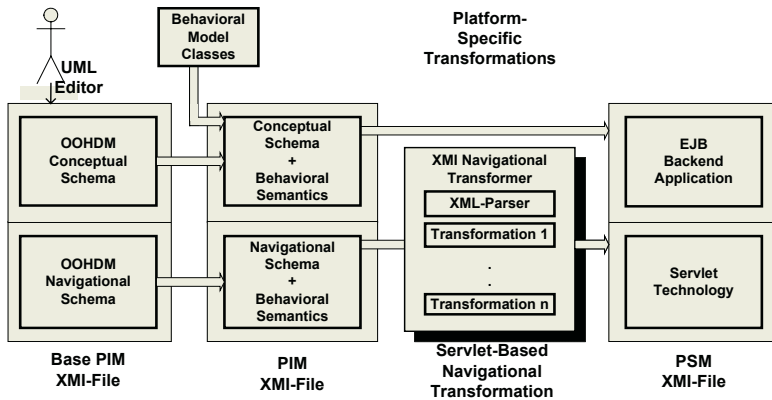 Behavioral
Model
Classes
Platform-
Specific
Transformations
UML
Editor
OOHDM
Conceptual
Schema
Conceptual
Schema
+
Behavioral
Semantics
XMI Navigational
Transformer
XML-Parser
Transformation 1
.
.
Transformation n
EJB
Backend
Application
OOHDM
Navigational
Schema
Navigational
Schema
+
Behavioral
Semantics
Servlet
Technology
Base PIM
XMI-File
PIM
XMI-File
Servlet-Based
Navigational
Transformation
PSM
XMI-File